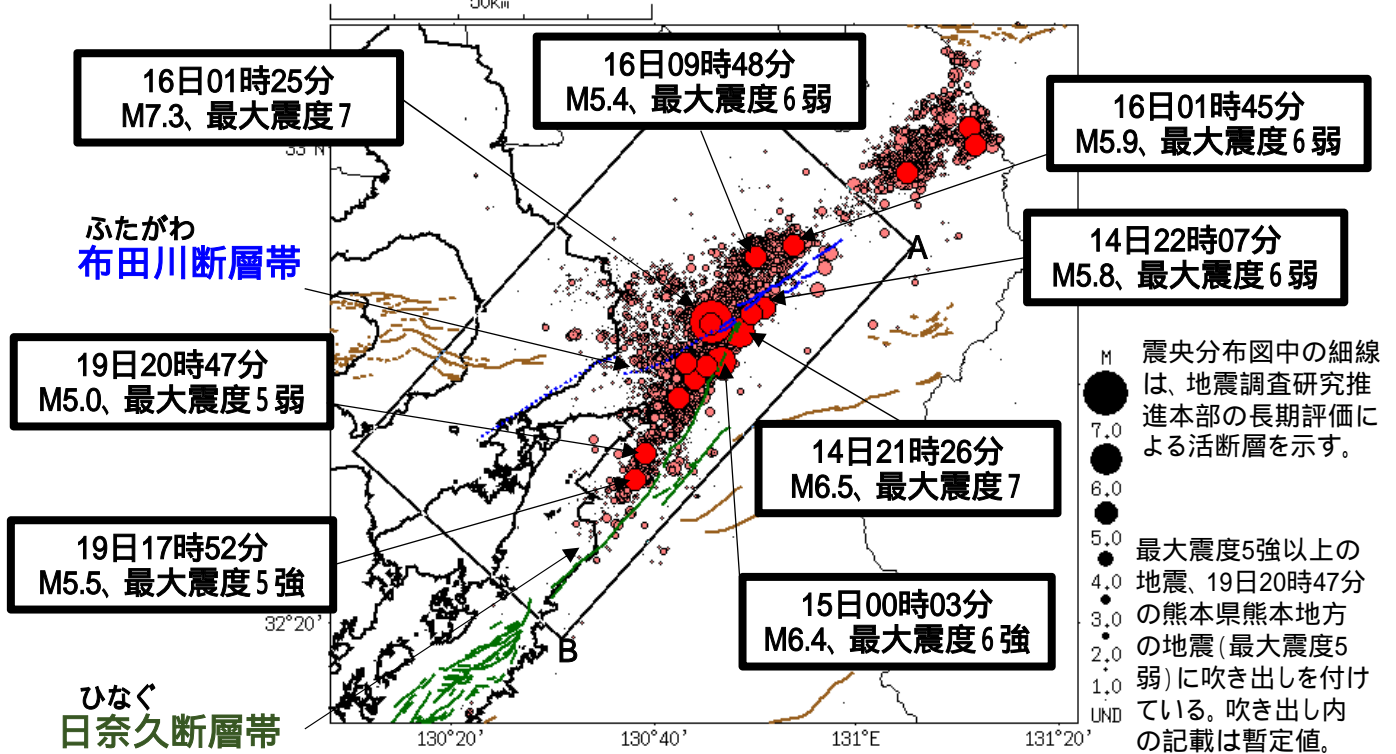 50km
16日01時25分
M7.3、最大震度7
16日09時48分
M5.4、最大震度6弱
16日01時45分
M5.9、最大震度6弱
33゜N
ふたがわ
布田川断層帯
A
14日22時07分
M5.8、最大震度6弱
19日20時47分
M5.0、最大震度5弱
14日21時26分
M6.5、最大震度7
19日17時52分
M5.5、最大震度5強
15日00時03分
M6.4、最大震度6強
32°20'
B
ひなぐ
日奈久断層帯
130°20'
130°40'
131°E
131°20'
M
7.0
6.0
5.0
4.0
3.0
2.0
1.0
UND
震央分布図中の細線
は、地震調査研究推
進本部の長期評価に
よる活断層を示す。
最大震度5強以上の
地震、19日20時47分
の熊本県熊本地方
の地震(最大震度5
弱)に吹き出しを付け
ている。吹き出し内
の記載は暫定値。